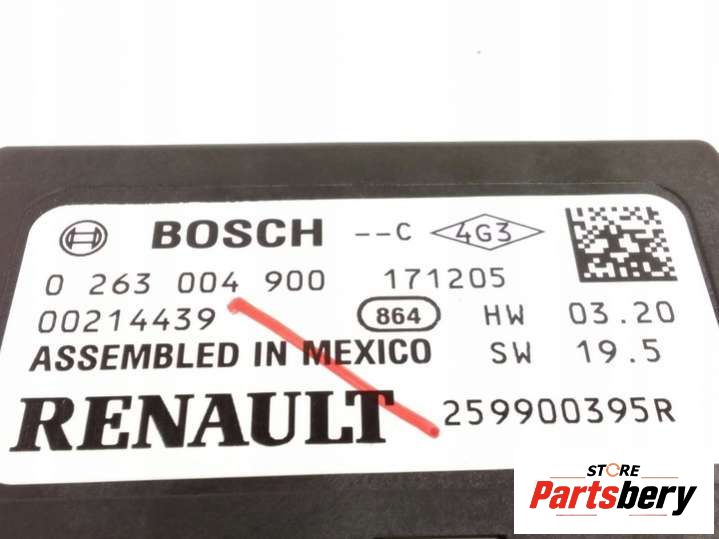 BOSCH --C 4G3
0 263 004 900 171205
00214439 864 HW 03.20
ASSEMBLED IN MEXICO SW 19.5
RENAULT 259900395R
STORE
Partsbery